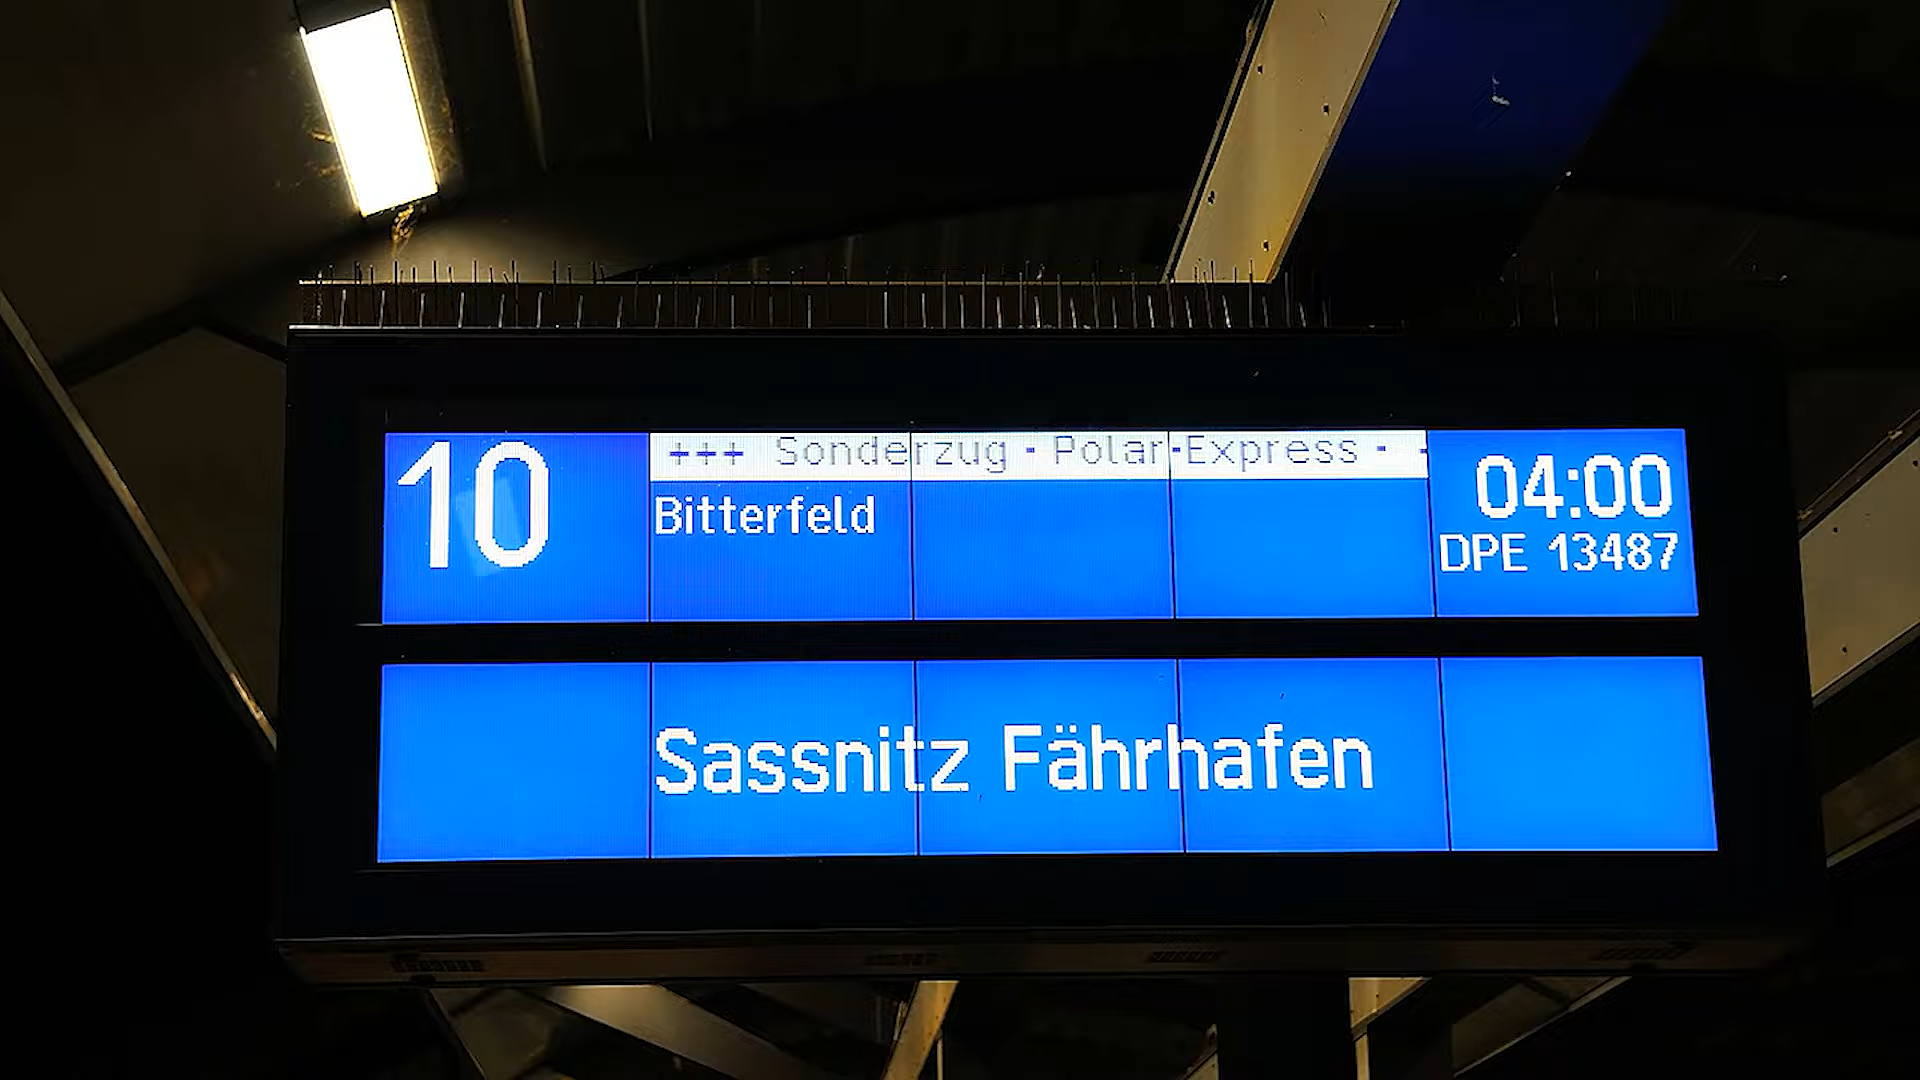 10
+++ Sonderzug - Polar-Express -
04:00
Bitterfeld
DPE 13487
Sassnitz Fährhafen